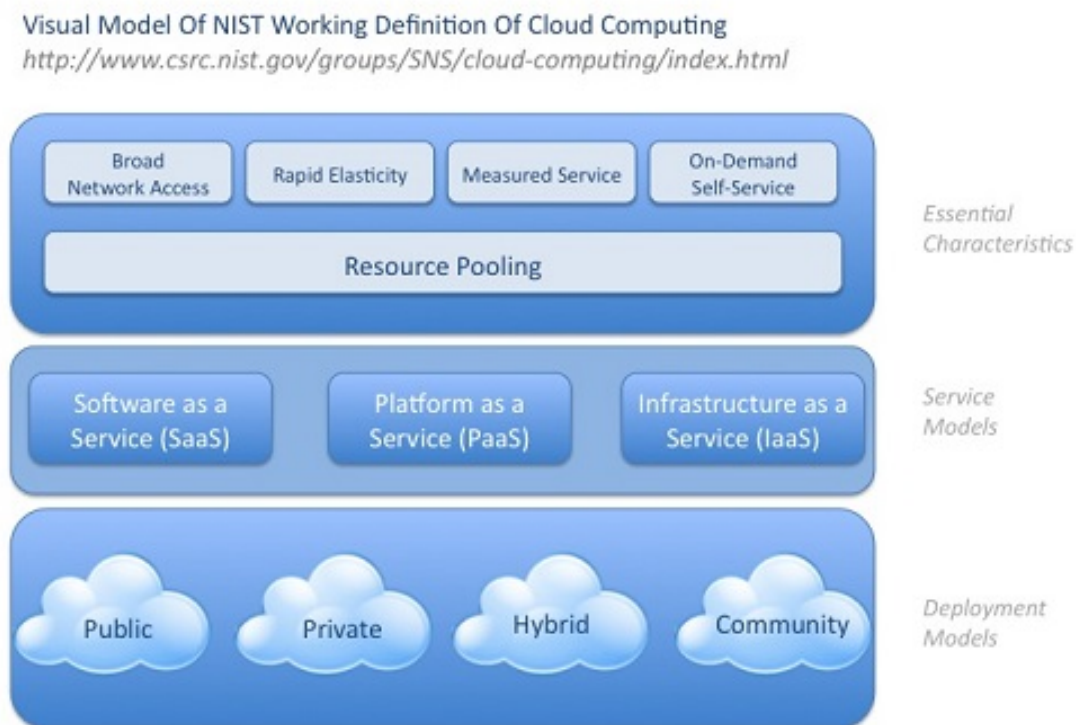 Visual Model Of NIST Working Definition Of Cloud Computing
http://www.csrc.nist.gov/groups/SNS/cloud-computing/index.html
Broad
Network Access
Rapid Elasticity
Measured Service
On-Demand
Self-Service
Resource Pooling
Essential
Characteristics
Software as a
Service (SaaS)
Platform as a
Service (PaaS)
Infrastructure as a
Service (IaaS)
Service
Models
Public
Private
Hybrid
Community
Deployment
Models